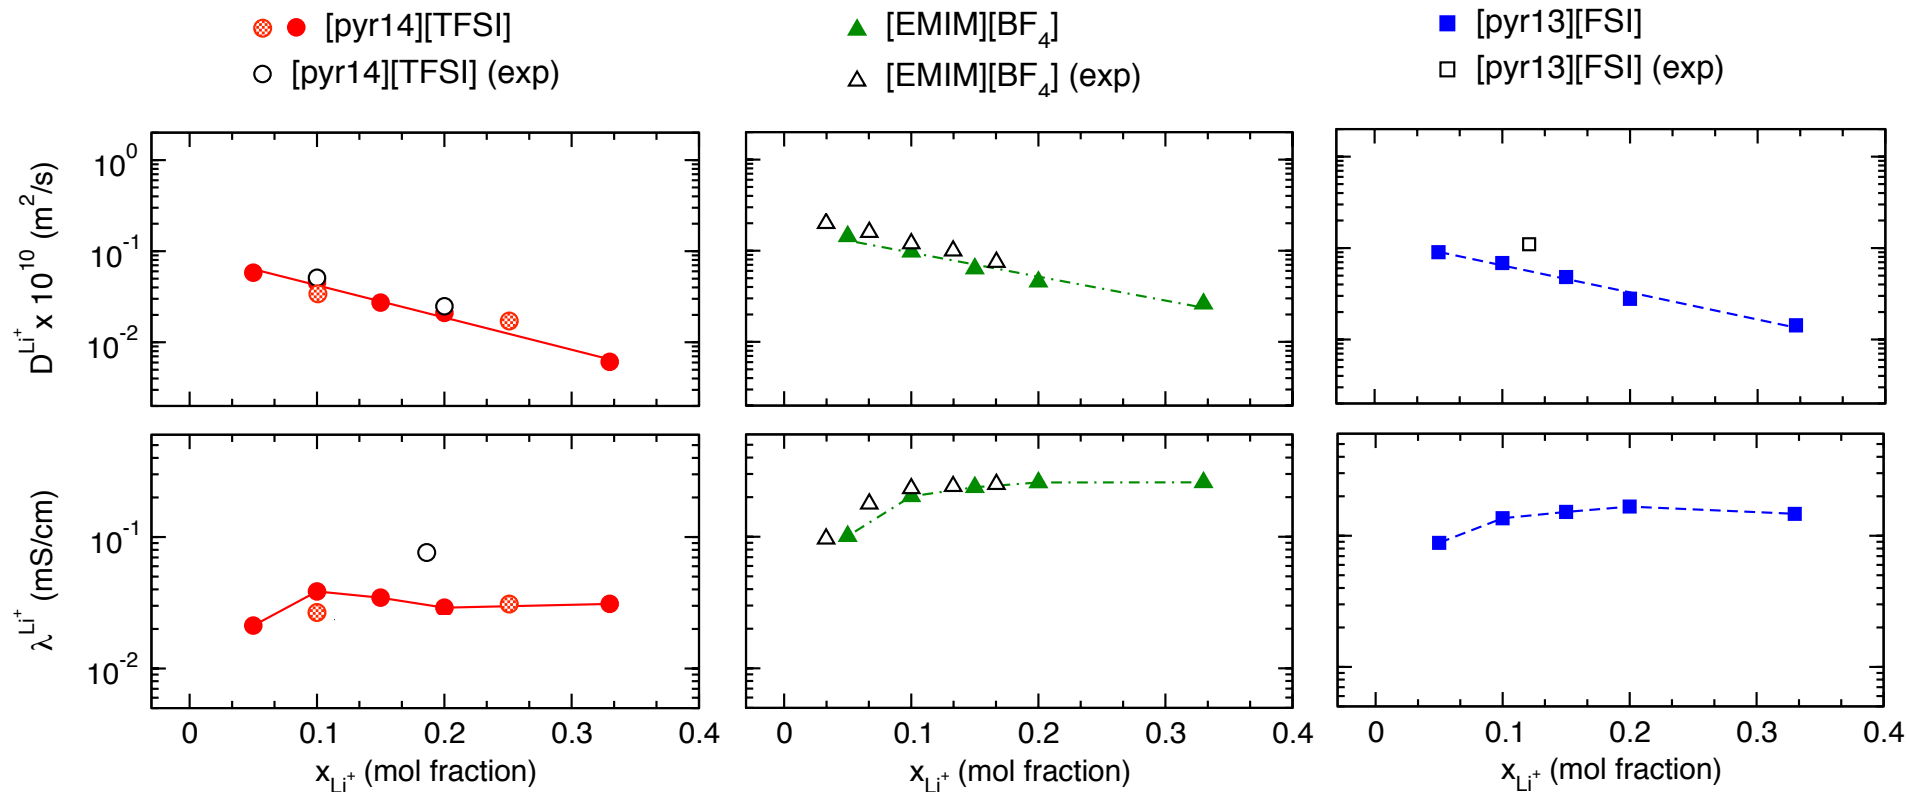 [pyr14][TFSI]
[pyr14][TFSI] (exp)
[EMIM][BF₄]
[EMIM][BF₄] (exp)
[pyr13][FSI]
[pyr13][FSI] (exp)
D^Li⁺ x 10^10 (m²/s)
10⁰
10⁻¹
10⁻²
λ^Li⁺ (mS/cm)
10⁻¹
10⁻²
0 0.1 0.2 0.3 0.4
0 0.1 0.2 0.3 0.4
0 0.1 0.2 0.3 0.4
x_Li⁺ (mol fraction)
x_Li⁺ (mol fraction)
x_Li⁺ (mol fraction)